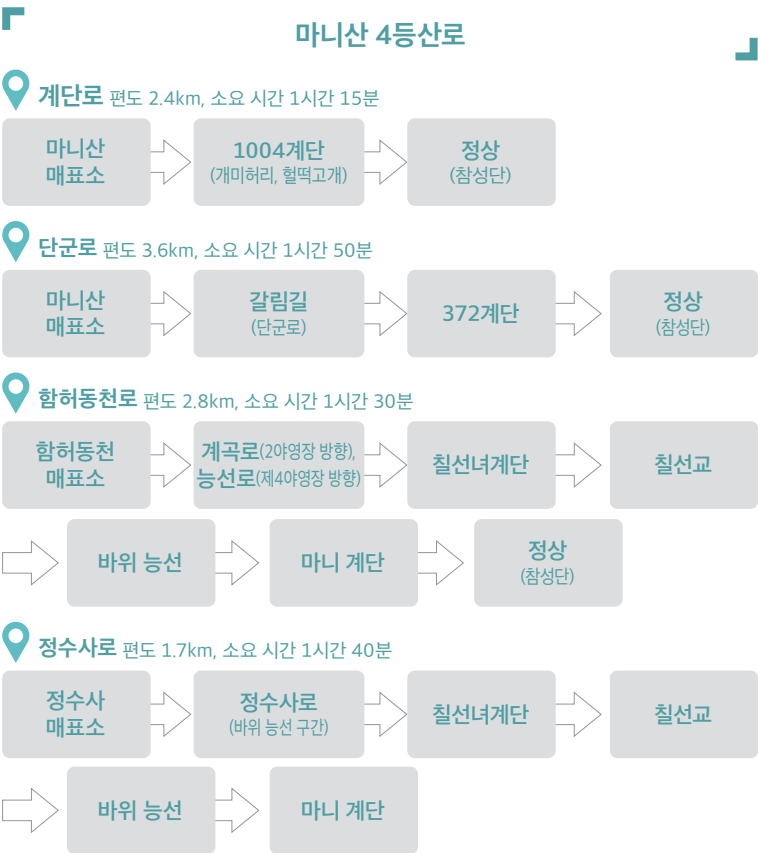 마니산 4등산로
계단로 편도 2.4km, 소요 시간 1시간 15분
마니산
매표소
1004계단
(개미허리, 헐떡고개)
정상
(참성단)
단군로 편도 3.6km, 소요 시간 1시간 50분
마니산
매표소
갈림길
(단군로)
372계단
정상
(참성단)
함허동천로 편도 2.8km, 소요 시간 1시간 30분
함허동천
매표소
계곡로(2야영장 방향),
능선로(제4야영장 방향)
칠선녀계단
칠선교
바위 능선
마니 계단
정상
(참성단)
정수사로 편도 1.7km, 소요 시간 1시간 40분
정수사
매표소
정수사로
(바위 능선 구간)
칠선녀계단
칠선교
바위 능선
마니 계단